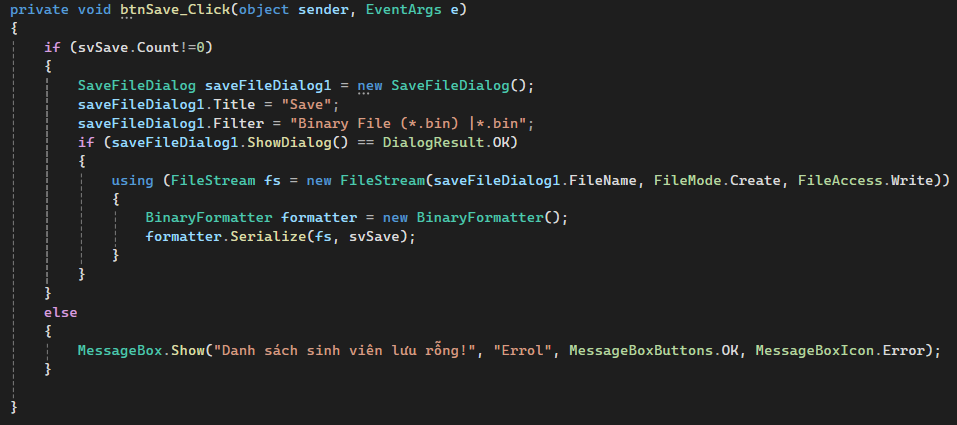 private void btnSave_Click(object sender, EventArgs e)
{
if (svSave.Count!=0)
{
SaveFileDialog saveFileDialog1 = new SaveFileDialog();
saveFileDialog1.Title = "Save";
saveFileDialog1.Filter = "Binary File (*.bin) |*.bin";
if (saveFileDialog1.ShowDialog() == DialogResult.OK)
{
using (FileStream fs = new FileStream(saveFileDialog1.FileName, FileMode.Create, FileAccess.Write))
{
BinaryFormatter formatter = new BinaryFormatter();
formatter.Serialize(fs, svSave);
}
}
}
else
{
MessageBox.Show("Danh sách sinh viên lưu rỗng!", "Errol", MessageBoxButtons.OK, MessageBoxIcon.Error);
}
}